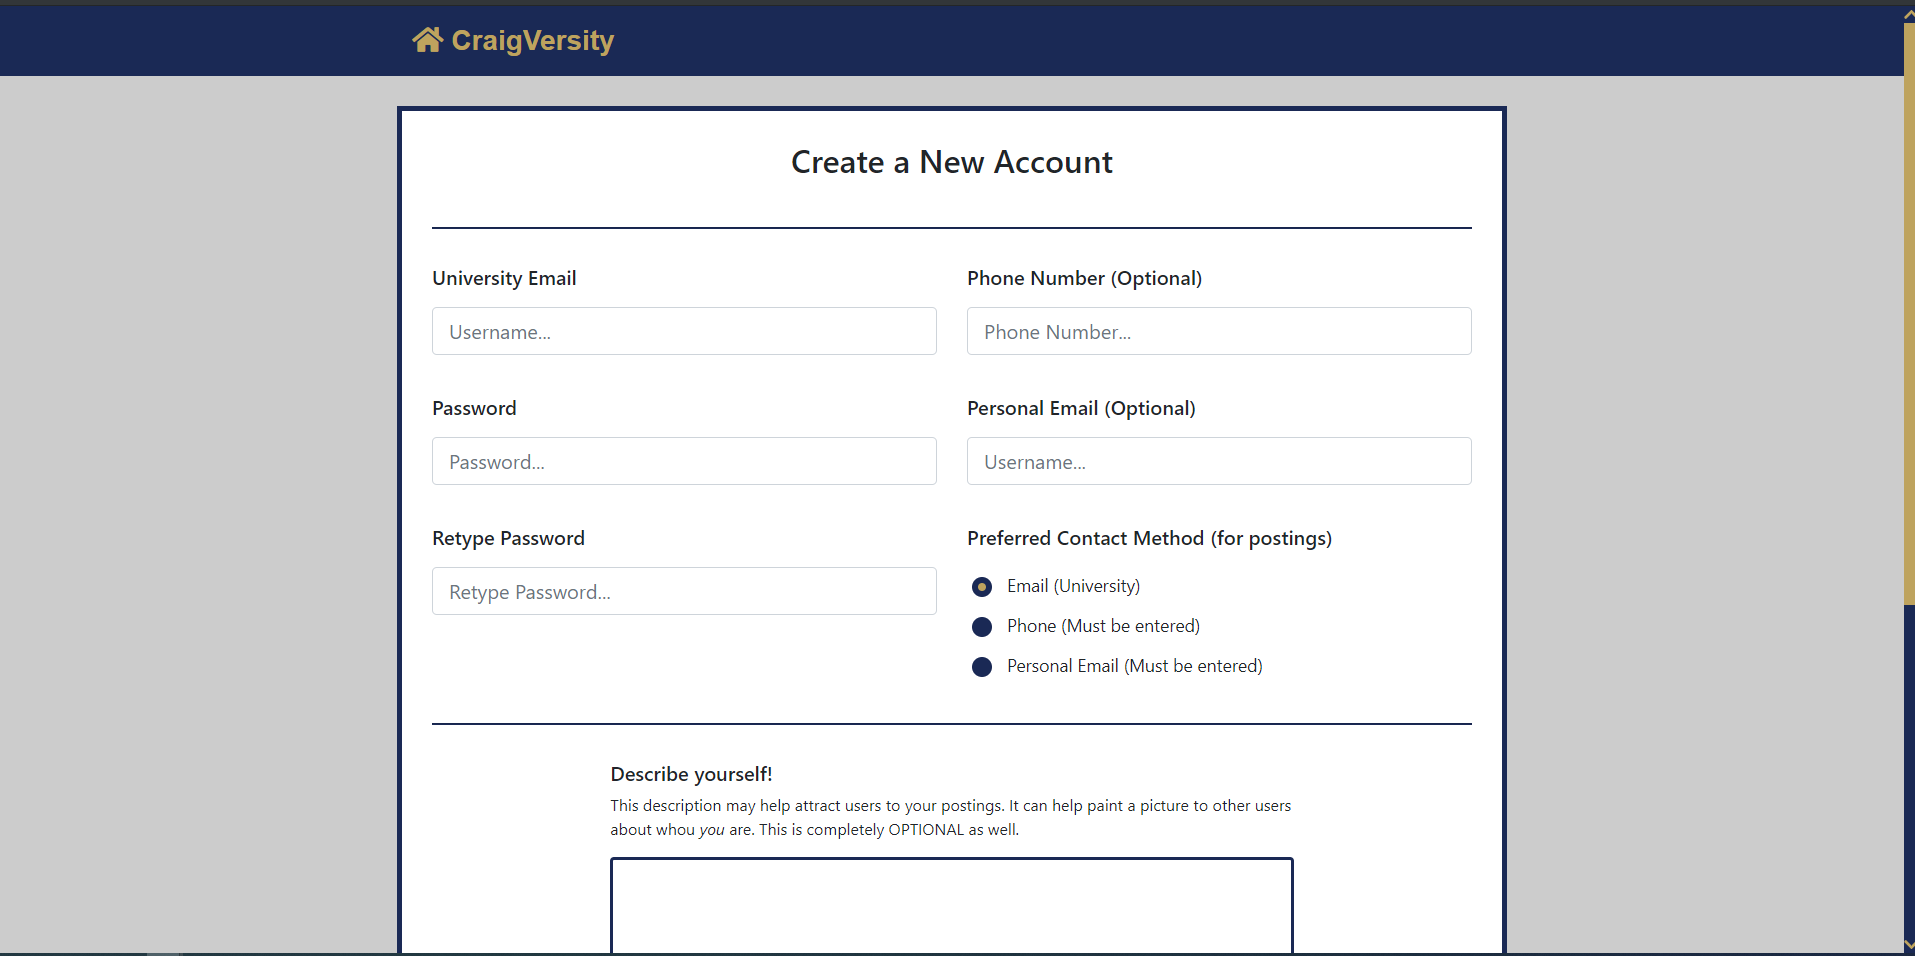 CraigVersity
Create a New Account
University Email
Username...
Phone Number (Optional)
Phone Number...
Password
Password...
Personal Email (Optional)
Username...
Retype Password
Retype Password...
Preferred Contact Method (for postings)
Email (University)
Phone (Must be entered)
Personal Email (Must be entered)
Describe yourself!
This description may help attract users to your postings. It can help paint a picture to other users
about whou you are. This is completely OPTIONAL as well.